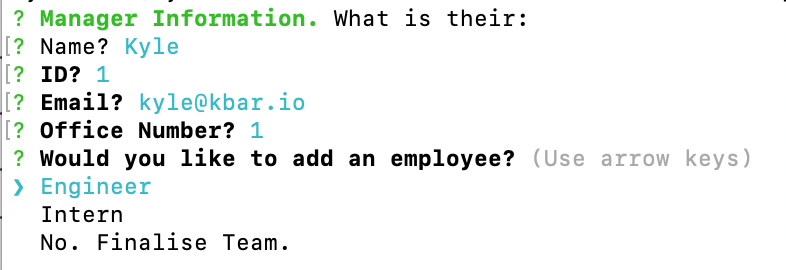 ? Manager Information. What is their:
[? Name? Kyle
[? ID? 1
[? Email? kyle@kbar.io
[? Office Number? 1
? Would you like to add an employee? (Use arrow keys)
❯ Engineer
Intern
No. Finalise Team.